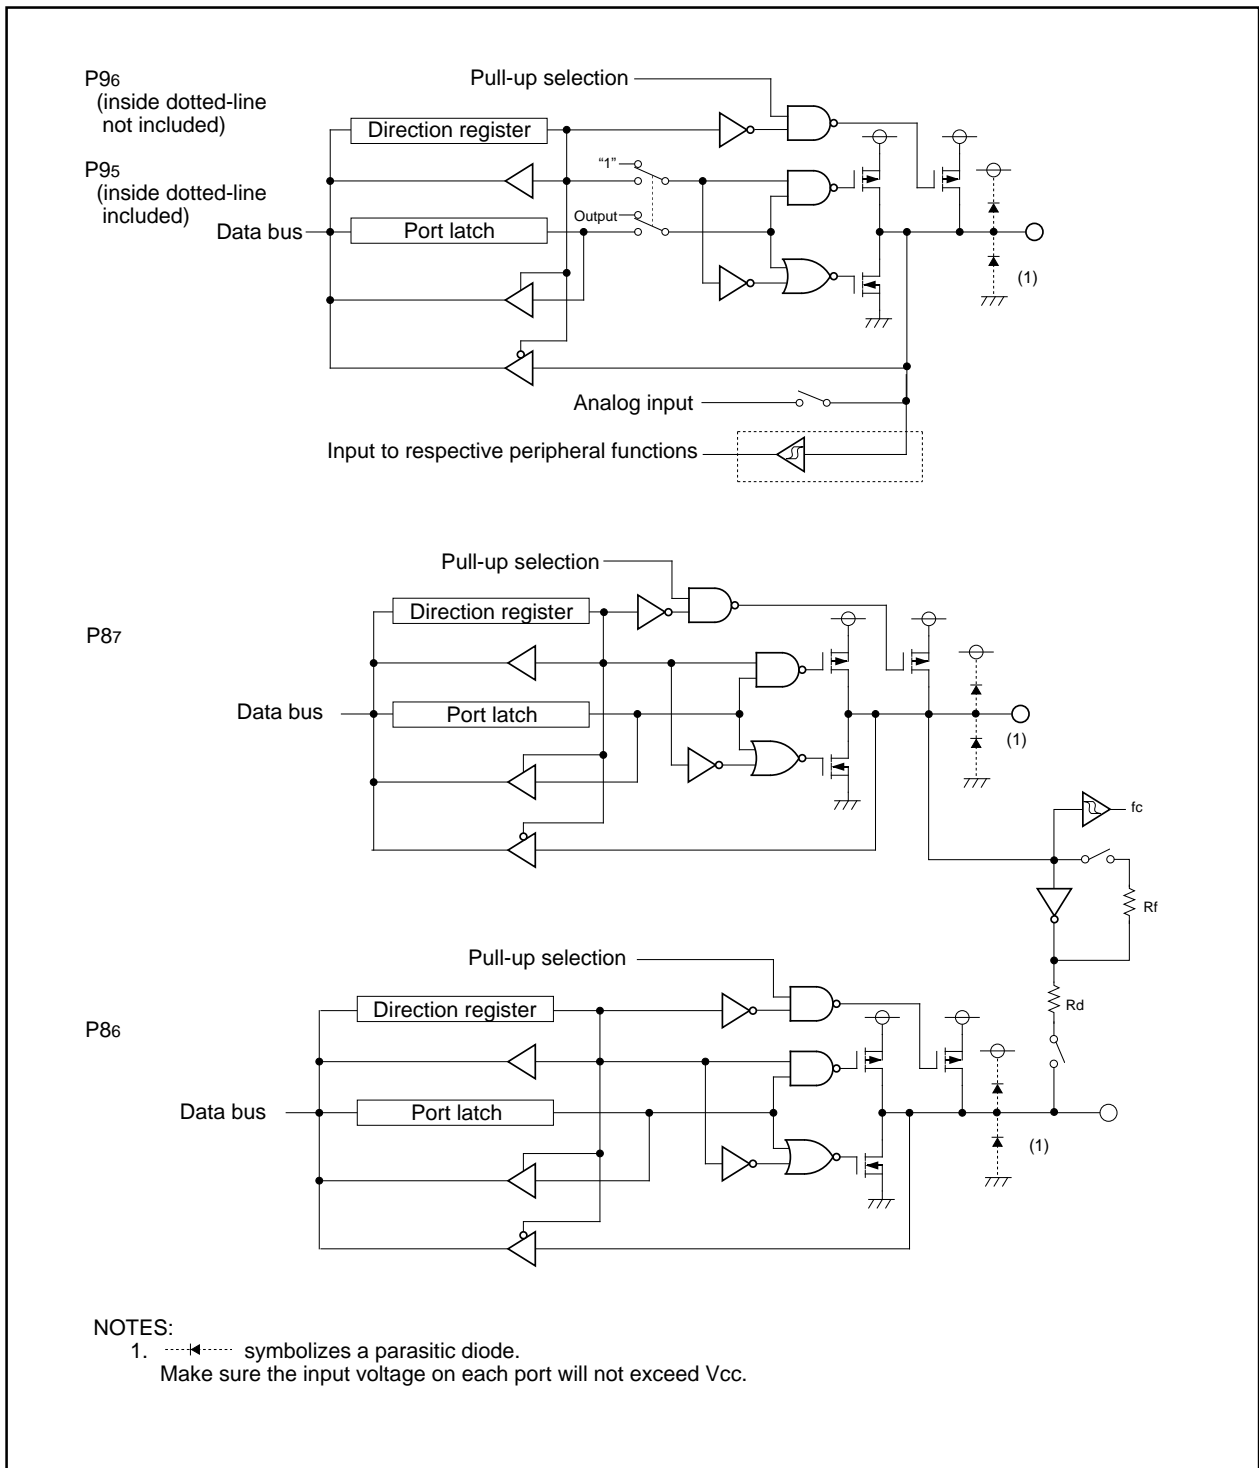 P96
(inside dotted-line
not included)
Pull-up selection
Direction register
P95
(inside dotted-line
included)
“1”
Output
Data bus
Port latch
(1)
Analog input
Input to respective peripheral functions
P87
Pull-up selection
Direction register
Data bus
Port latch
(1)
fc
Rf
Rd
P86
Pull-up selection
Direction register
Data bus
Port latch
(1)
NOTES:
1. symbolizes a parasitic diode.
Make sure the input voltage on each port will not exceed Vcc.